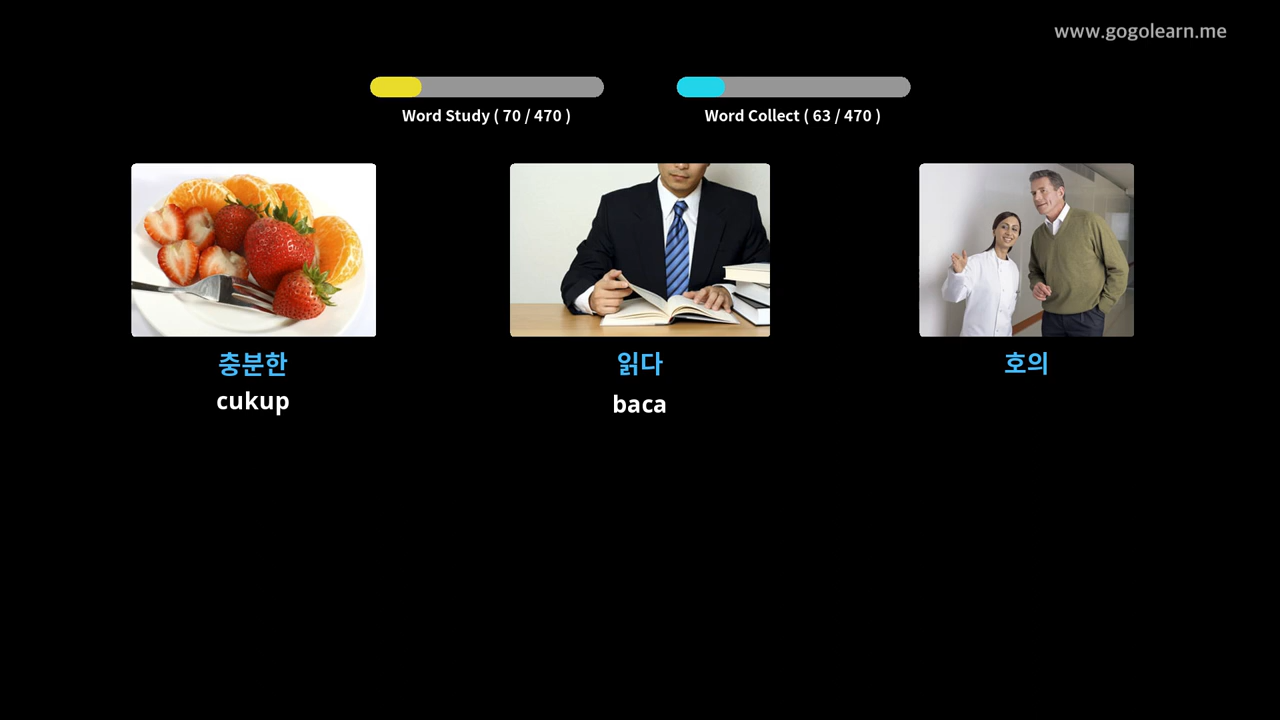 www.gogolearn.me
Word Study ( 70 / 470 )
Word Collect ( 63 / 470 )
충분한
cukup
읽다
baca
호의